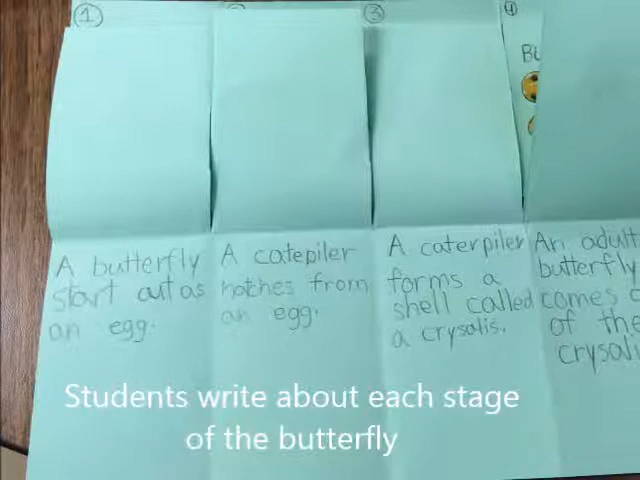 1
3
4
Bu
A butterfly
start out as
an egg.
A catepiler
hatches from
an egg.
A caterpiler
forms a
shell called
a crysalis.
An adult
butterfly
comes
of the
crysali
Students write about each stage
of the butterfly